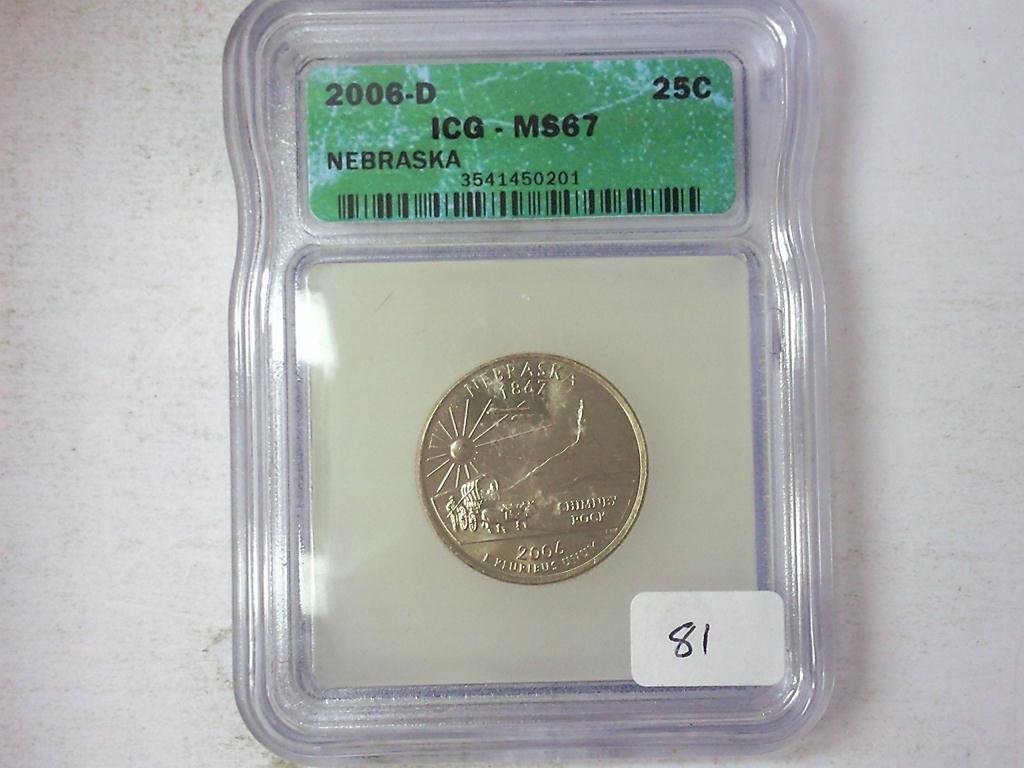 2006-D 25C
ICG - MS67
NEBRASKA
3541450201
NEBRASKA
1867
CHIMNEY
ROCK
2006
E PLURIBUS UNUM
81